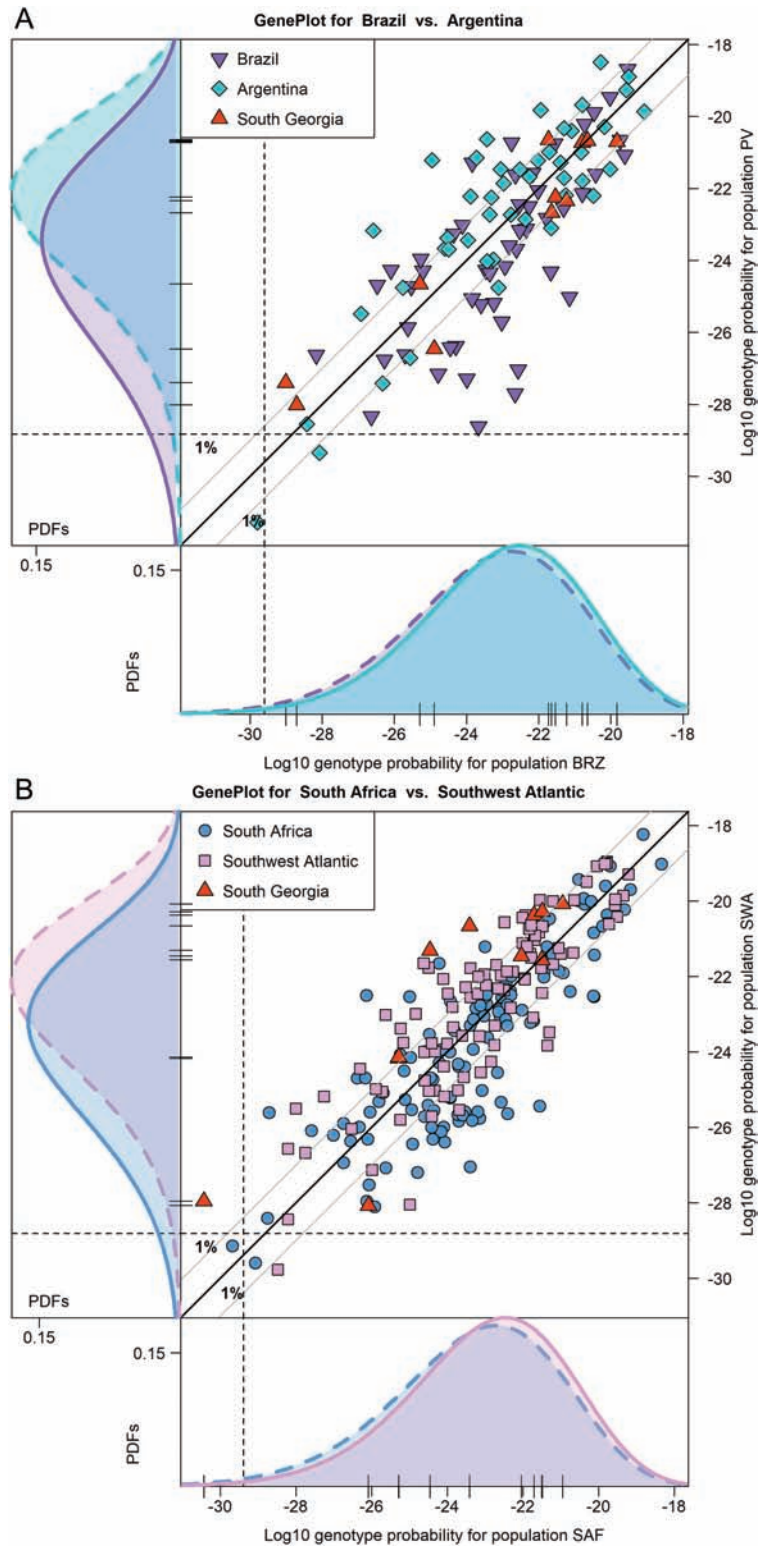 A
GenePlot for Brazil vs. Argentina
Brazil
Argentina
South Georgia
-18
-20
-22
-24
-26
-28
-30
Log10 genotype probability for population PV
1%
1%
PDFs
0.15
0.15
PDFs
-30
-28
-26
-24
-22
-20
-18
Log10 genotype probability for population BRZ
B
GenePlot for South Africa vs. Southwest Atlantic
South Africa
Southwest Atlantic
South Georgia
-18
-20
-22
-24
-26
-28
-30
Log10 genotype probability for population SWA
1%
1%
PDFs
0.15
0.15
PDFs
-30
-28
-26
-24
-22
-20
-18
Log10 genotype probability for population SAF